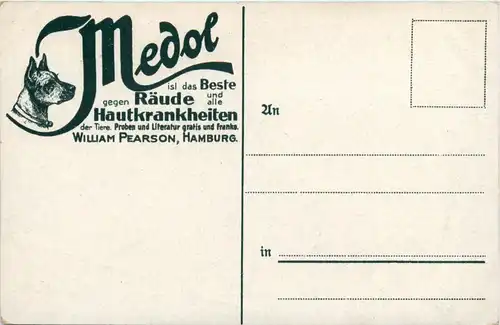 Medol
ist das Beste
gegen Räude und alle
Hautkrankheiten
der Tiere. Proben und Literatur gratis und franko.
WILLIAM PEARSON, HAMBURG.
An
in